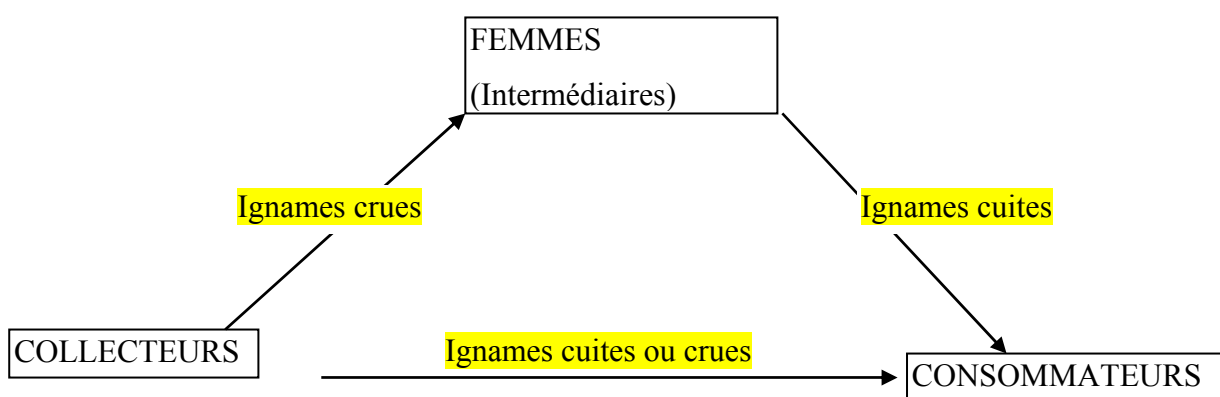 FEMMES
(Intermédiaires)
Ignames crues
Ignames cuites
COLLECTEURS
Ignames cuites ou crues
CONSOMMATEURS